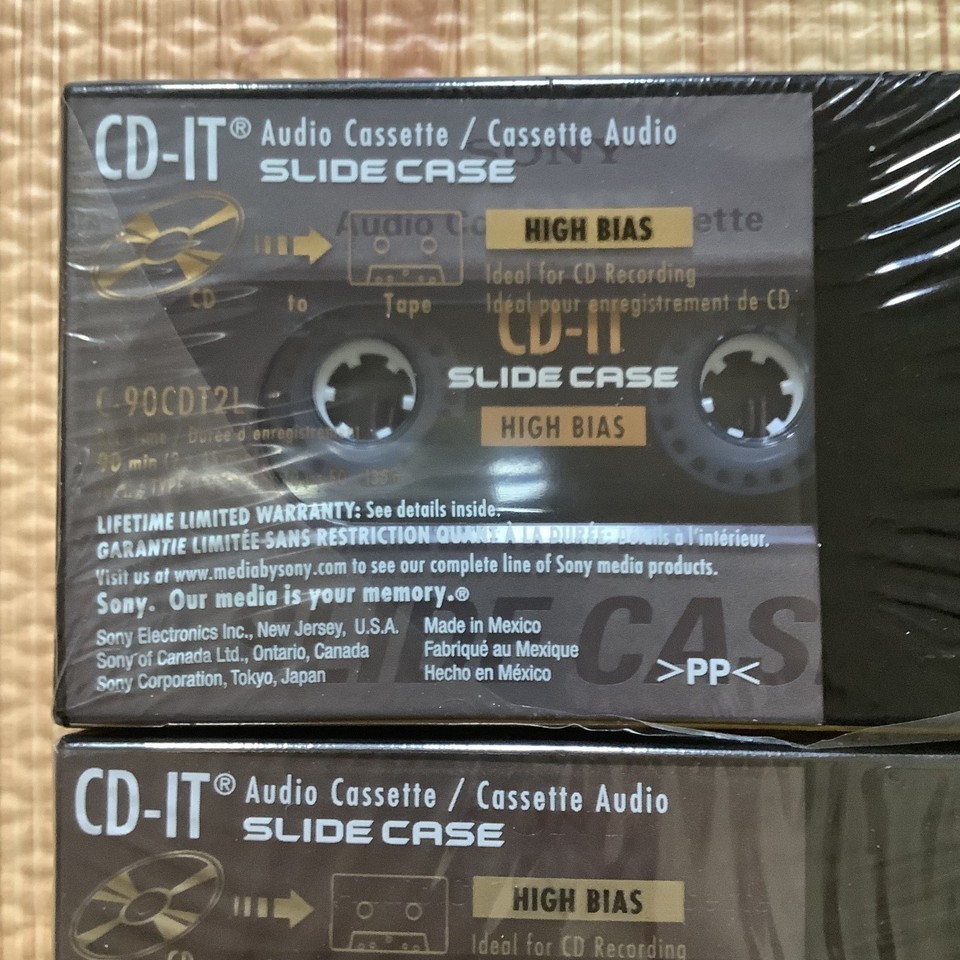 CD-IT® Audio Cassette / Cassette Audio
SLIDE CASE
SONY
Audio
HIGH BIAS
Ideal for CD Recording
CD to Tape
Idéal pour enregistrement de CD
CD-IT
SLIDE CASE
HIGH BIAS
C-90CDT2L
90 min
LIFETIME LIMITED WARRANTY: See details inside.
GARANTIE LIMITÉE SANS RESTRICTION QUANT À LA DURÉE: à l'intérieur.
Visit us at www.mediabysony.com to see our complete line of Sony media products.
Sony. Our media is your memory.®
Sony Electronics Inc., New Jersey, U.S.A. Made in Mexico
Sony of Canada Ltd., Ontario, Canada Fabriqué au Mexique
Sony Corporation, Tokyo, Japan Hecho en México
>PP<
CD-IT® Audio Cassette / Cassette Audio
SLIDE CASE
HIGH BIAS
Ideal for CD Recording